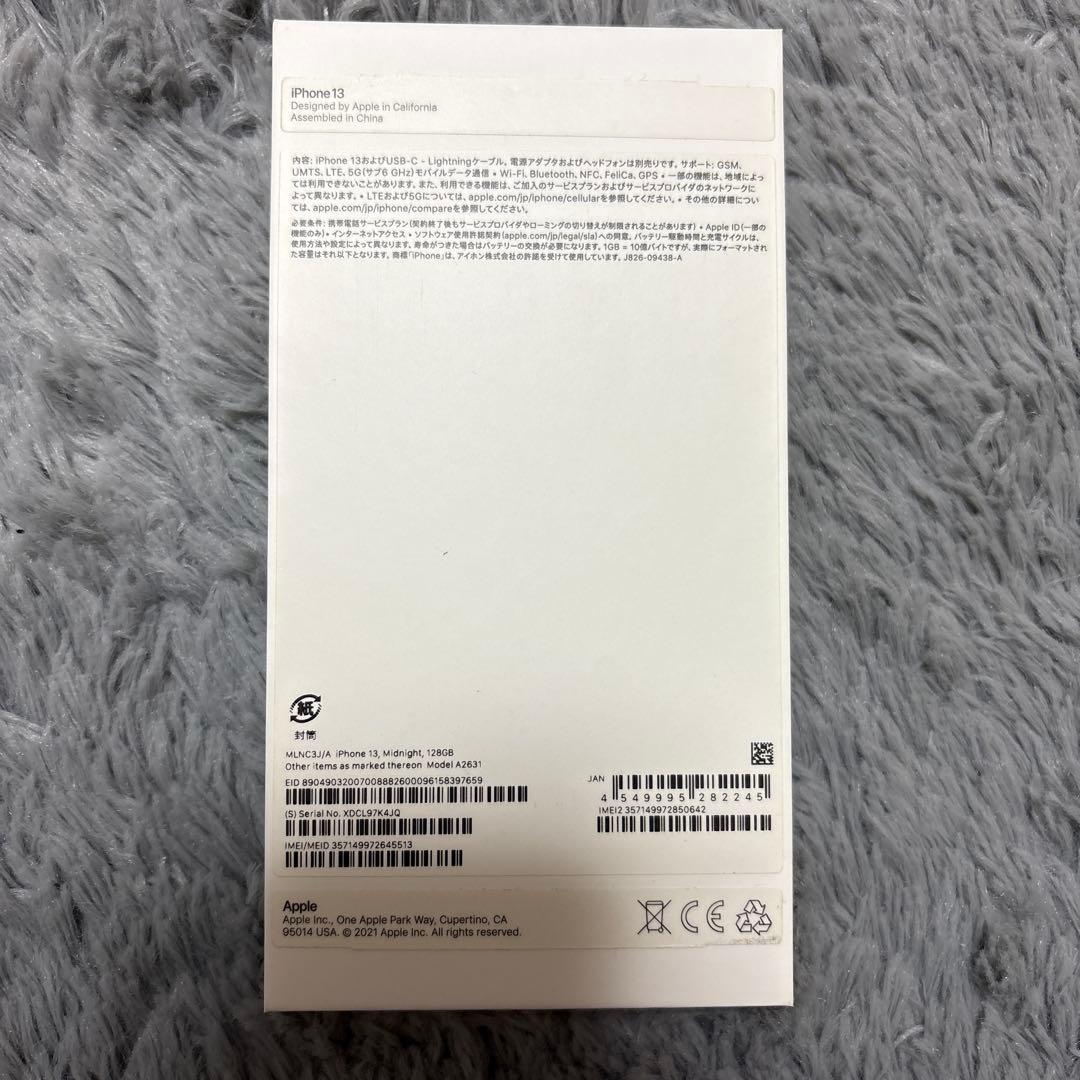 iPhone 13
Designed by Apple in California
Assembled in China
内容: iPhone 13およびUSB-C - Lightningケーブル。電源アダプタおよびヘッドフォンは別売りです。サポート: GSM、
UMTS、LTE、5G(サブ6 GHz)モバイルデータ通信 • Wi-Fi、Bluetooth、NFC、FeliCa、GPS • 一部の機能は、地域によっ
ては利用できないことがあります。また、利用できる機能は、ご加入のサービスプランおよびサービスプロバイダのネットワークに
よって異なります。• LTEおよび5Gについては、apple.com/jp/iphone/cellularを参照してください。• その他の詳細につい
ては、apple.com/jp/iphone/compareを参照してください。
必要条件: 携帯電話サービスプラン(契約終了後もサービスプロバイダやローミングの切り替えが制限されることがあります) • Apple ID(一部の
機能のみ)• インターネットアクセス • ソフトウェア使用許諾契約(apple.com/jp/legal/sla)への同意。バッテリー駆動時間と充電サイクルは、
使用方法や設定によって異なります。寿命がつきた場合はバッテリーの交換が必要になります。1GB = 10億バイトですが、実際にフォーマットされ
た容量はそれ以下となります。商標「iPhone」は、アイホン株式会社の許諾を受けて使用しています。J826-09438-A
紙
封筒
MLNC3J/A iPhone 13, Midnight, 128GB
Other items as marked thereon Model A2631
EID 89049032007008882600096158397659
(S) Serial No. XDCL97K4JQ
IMEI/MEID 357149972645513
JAN
4 549995 282245
IMEI2 357149972850642
Apple
Apple Inc., One Apple Park Way, Cupertino, CA
95014 USA. © 2021 Apple Inc. All rights reserved.
CE